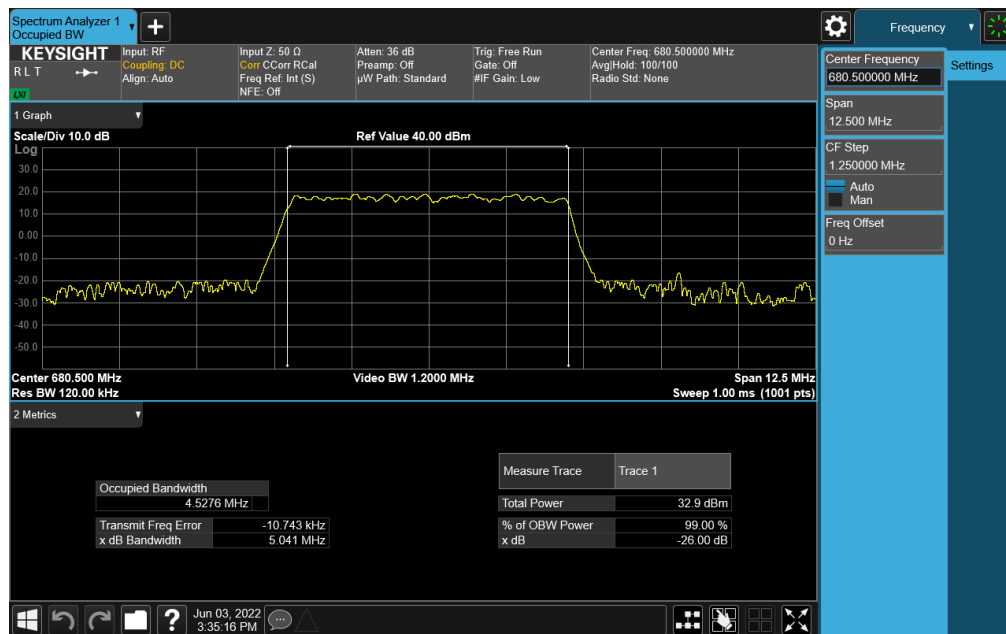 Spectrum Analyzer 1
Occupied BW
Frequency
KEYSIGHT
R L T
LXI
Input: RF
Coupling: DC
Align: Auto
Input Z: 50 Ω
Corr CCorr RCal
Freq Ref: Int (S)
NFE: Off
Atten: 36 dB
Preamp: Off
µW Path: Standard
Trig: Free Run
Gate: Off
#IF Gain: Low
Center Freq: 680.500000 MHz
Avg|Hold: 100/100
Radio Std: None
Center Frequency
680.500000 MHz
Settings
Span
12.500 MHz
CF Step
1.250000 MHz
Auto
Man
Freq Offset
0 Hz
1 Graph
Scale/Div 10.0 dB
Ref Value 40.00 dBm
Log
30.0
20.0
10.0
0.00
-10.0
-20.0
-30.0
-40.0
-50.0
Center 680.500 MHz
Video BW 1.2000 MHz
Span 12.5 MHz
Res BW 120.00 kHz
Sweep 1.00 ms (1001 pts)
2 Metrics
Measure Trace Trace 1
Occupied Bandwidth
4.5276 MHz
Total Power 32.9 dBm
Transmit Freq Error -10.743 kHz
% of OBW Power 99.00 %
x dB Bandwidth 5.041 MHz
x dB -26.00 dB
?
Jun 03, 2022
3:35:16 PM